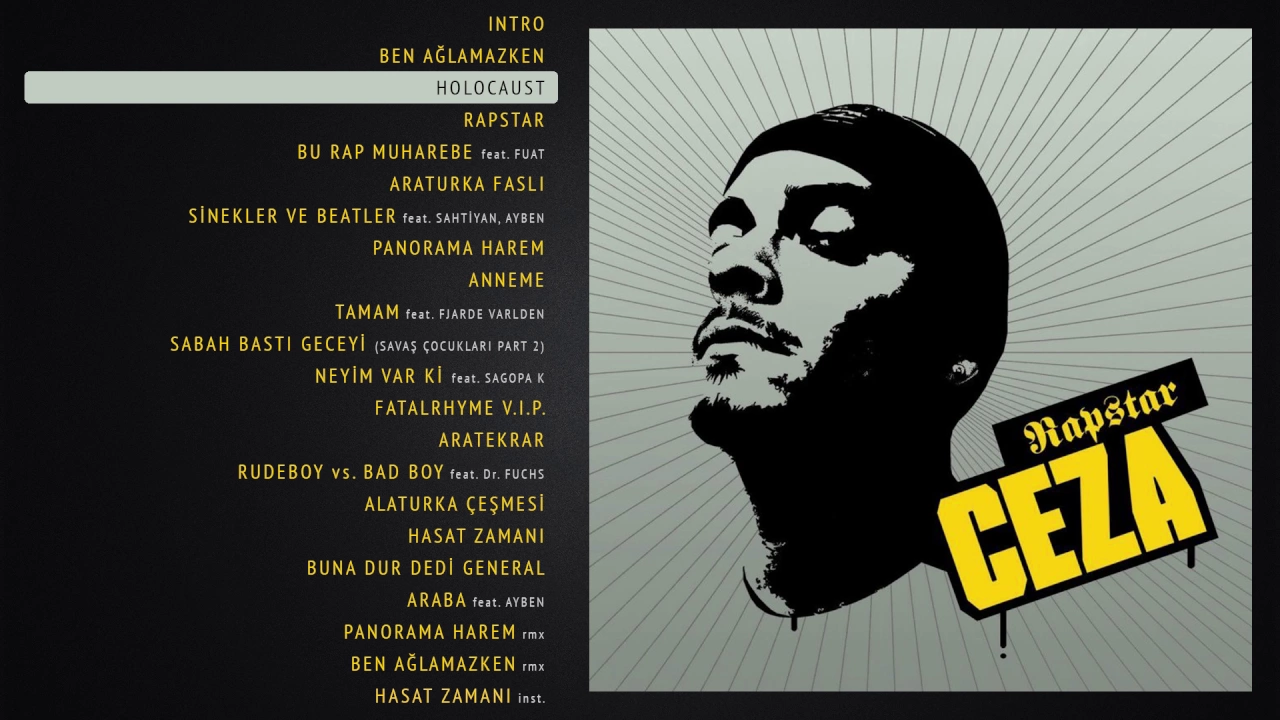 INTRO
BEN AĞLAMAZKEN
HOLOCAUST
RAPSTAR
BU RAP MUHAREBE feat. FUAT
ARATURKA FASLI
SİNEKLER VE BEATLER feat. SAHTİYAN, AYBEN
PANORAMA HAREM
ANNEME
TAMAM feat. FJARDE VARLDEN
SABAH BASTI GECEYİ (SAVAŞ ÇOCUKLARI PART 2)
NEYİM VAR Kİ feat. SAGOPA K
FATALRHYME V.I.P.
ARATEKRAR
RUDEBOY vs. BAD BOY feat. Dr. FUCHS
ALATURKA ÇEŞMESİ
HASAT ZAMANI
BUNA DUR DEDİ GENERAL
ARABA feat. AYBEN
PANORAMA HAREM rmx
BEN AĞLAMAZKEN rmx
HASAT ZAMANI inst.
Rapstar
CEZA